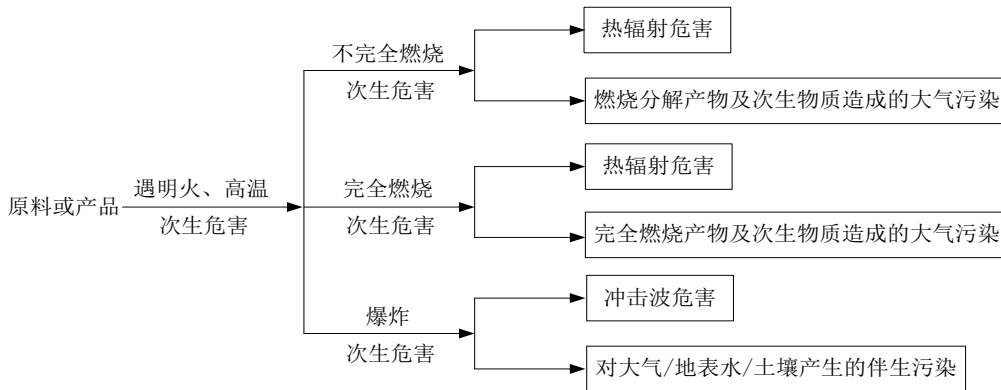 原料或产品
遇明火、高温
次生危害
不完全燃烧
次生危害
热辐射危害
燃烧分解产物及次生物质造成的大气污染
完全燃烧
次生危害
热辐射危害
完全燃烧产物及次生物质造成的大气污染
爆炸
次生危害
冲击波危害
对大气/地表水/土壤产生的伴生污染